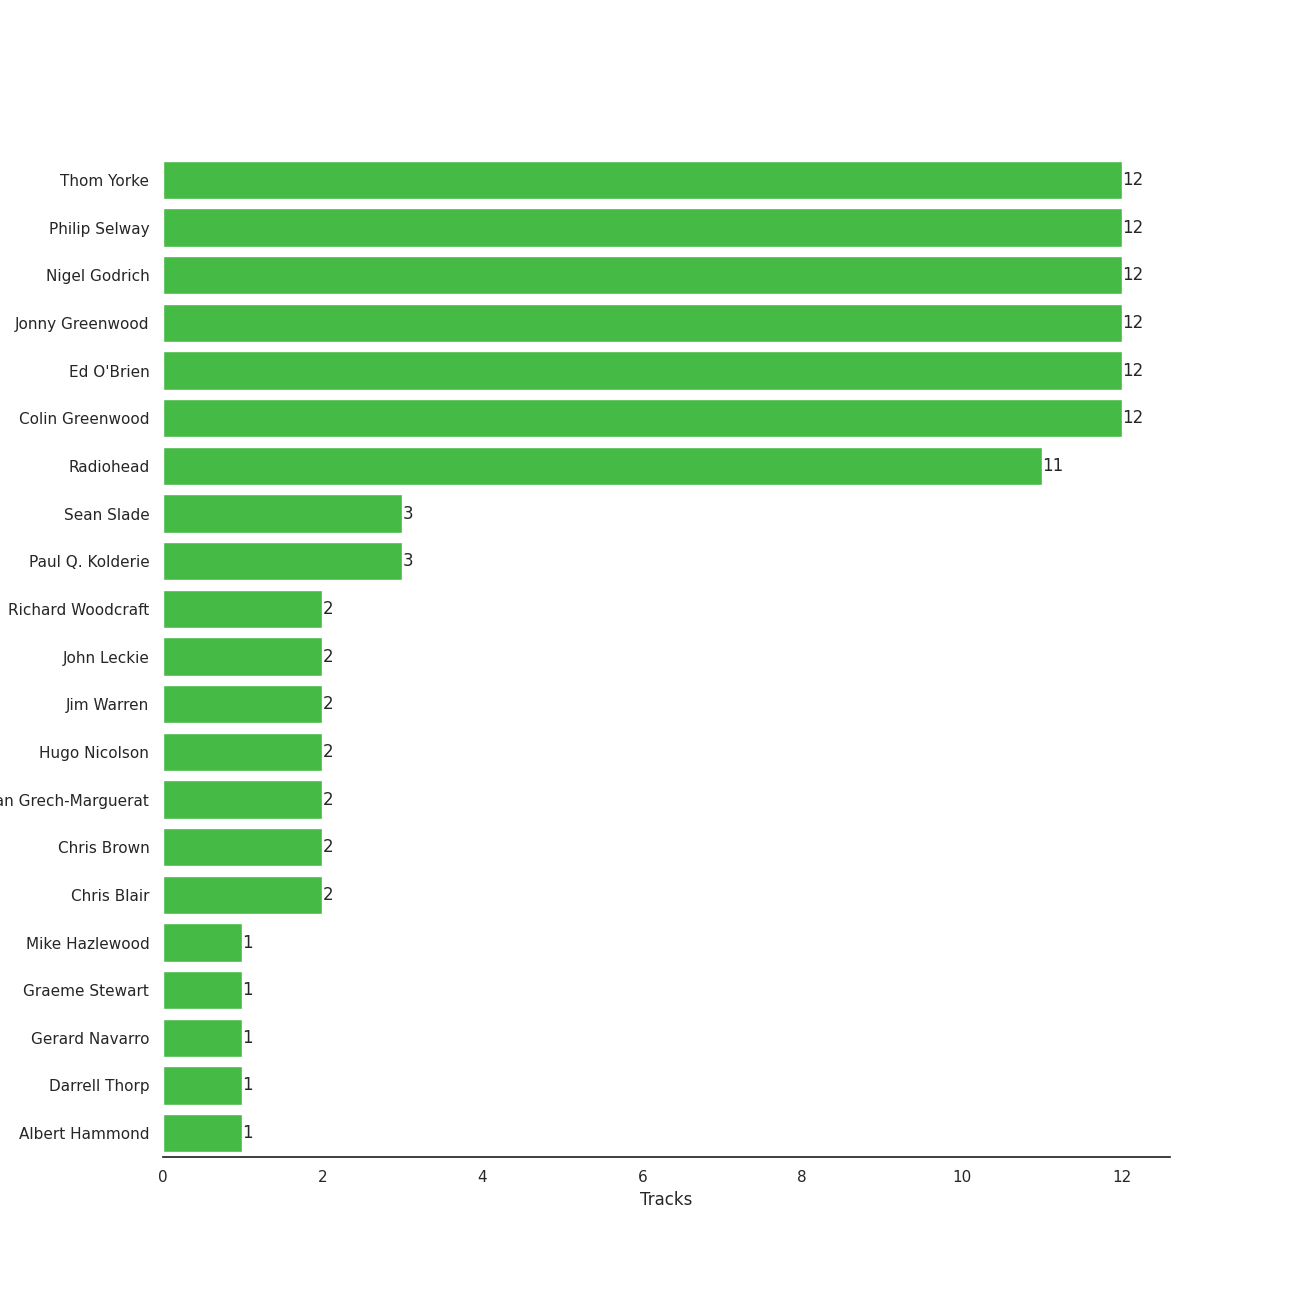 Thom Yorke 12
Philip Selway 12
Nigel Godrich 12
Jonny Greenwood 12
Ed O'Brien 12
Colin Greenwood 12
Radiohead 11
Sean Slade 3
Paul Q. Kolderie 3
Richard Woodcraft 2
John Leckie 2
Jim Warren 2
Hugo Nicolson 2
an Grech-Marguerat 2
Chris Brown 2
Chris Blair 2
Mike Hazlewood 1
Graeme Stewart 1
Gerard Navarro 1
Darrell Thorp 1
Albert Hammond 1
0 2 4 6 8 10 12
Tracks